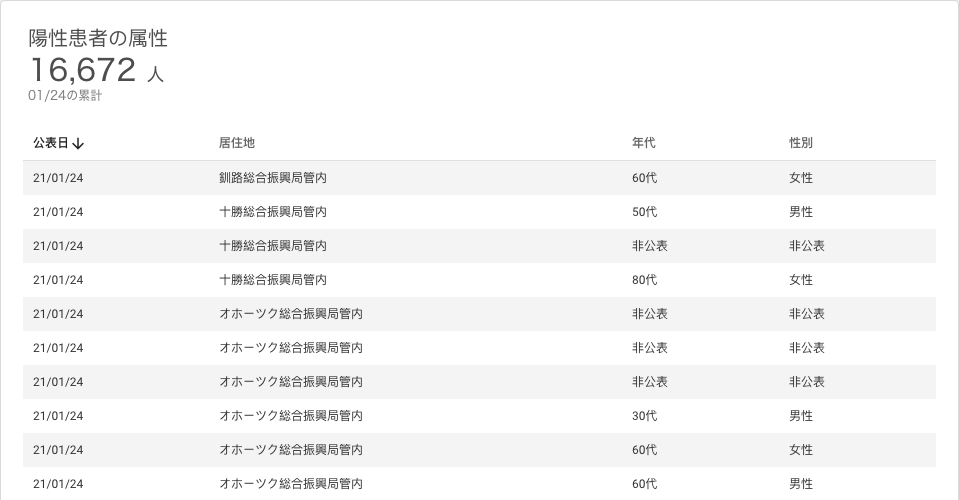 陽性患者の属性
16,672 人
01/24の累計
公表日↓ 居住地 年代 性別
21/01/24 釧路総合振興局管内 60代 女性
21/01/24 十勝総合振興局管内 50代 男性
21/01/24 十勝総合振興局管内 非公表 非公表
21/01/24 十勝総合振興局管内 80代 女性
21/01/24 オホーツク総合振興局管内 非公表 非公表
21/01/24 オホーツク総合振興局管内 非公表 非公表
21/01/24 オホーツク総合振興局管内 非公表 非公表
21/01/24 オホーツク総合振興局管内 30代 男性
21/01/24 オホーツク総合振興局管内 60代 女性
21/01/24 オホーツク総合振興局管内 60代 男性